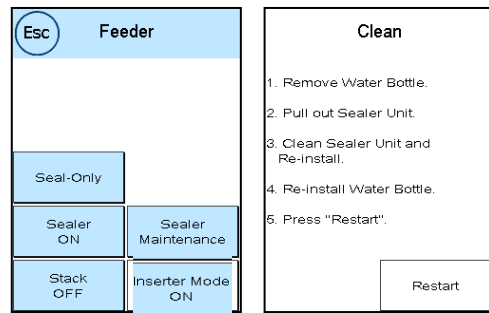 Esc
Feeder
Seal-Only
Sealer
ON
Sealer
Maintenance
Stack
OFF
Inserter Mode
ON
Clean
1. Remove Water Bottle.
2. Pull out Sealer Unit.
3. Clean Sealer Unit and
Re-install.
4. Re-install Water Bottle.
5. Press "Restart".
Restart